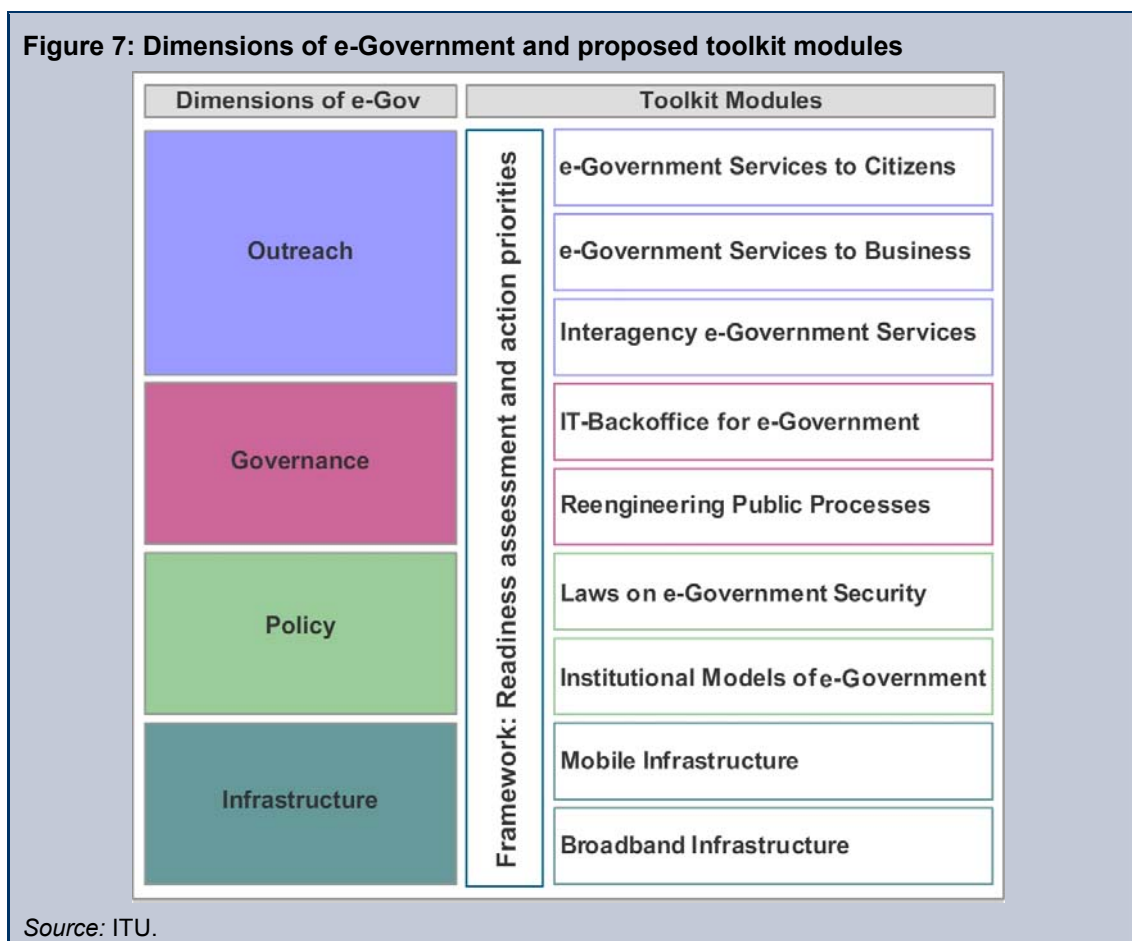 Figure 7: Dimensions of e-Government and proposed toolkit modules
Dimensions of e-Gov
Toolkit Modules
Outreach
Governance
Policy
Infrastructure
Framework: Readiness assessment and action priorities
e-Government Services to Citizens
e-Government Services to Business
Interagency e-Government Services
IT-Backoffice for e-Government
Reengineering Public Processes
Laws on e-Government Security
Institutional Models of e-Government
Mobile Infrastructure
Broadband Infrastructure
Source: ITU.